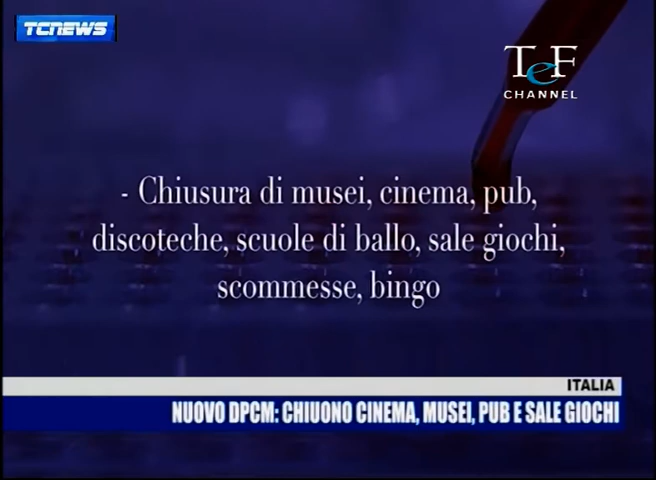 TCNEWS
TeF
CHANNEL
- Chiusura di musei, cinema, pub,
discoteche, scuole di ballo, sale giochi,
scommesse, bingo
ITALIA
NUOVO DPCM: CHIUONO CINEMA, MUSEI, PUB E SALE GIOCHI